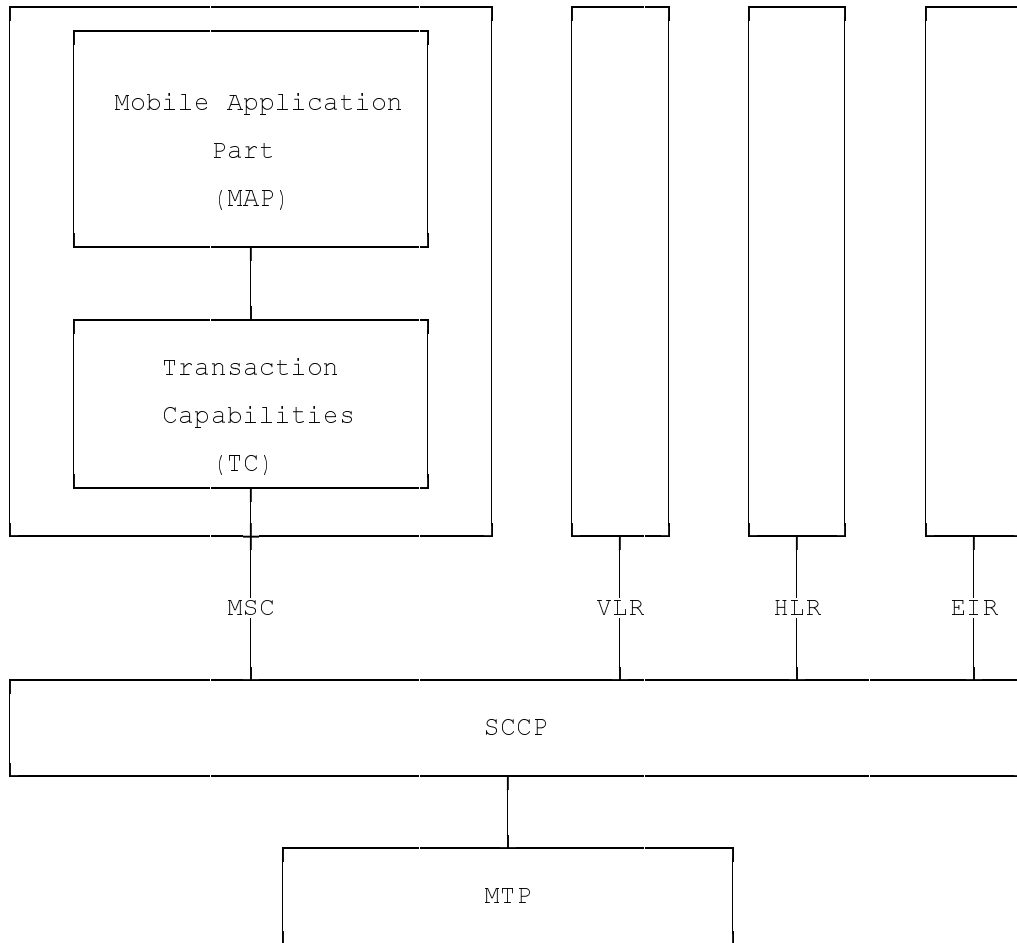 Mobile Application
Part
(MAP)
Transaction
Capabilities
(TC)
MSC
VLR
HLR
EIR
SCCP
MTP